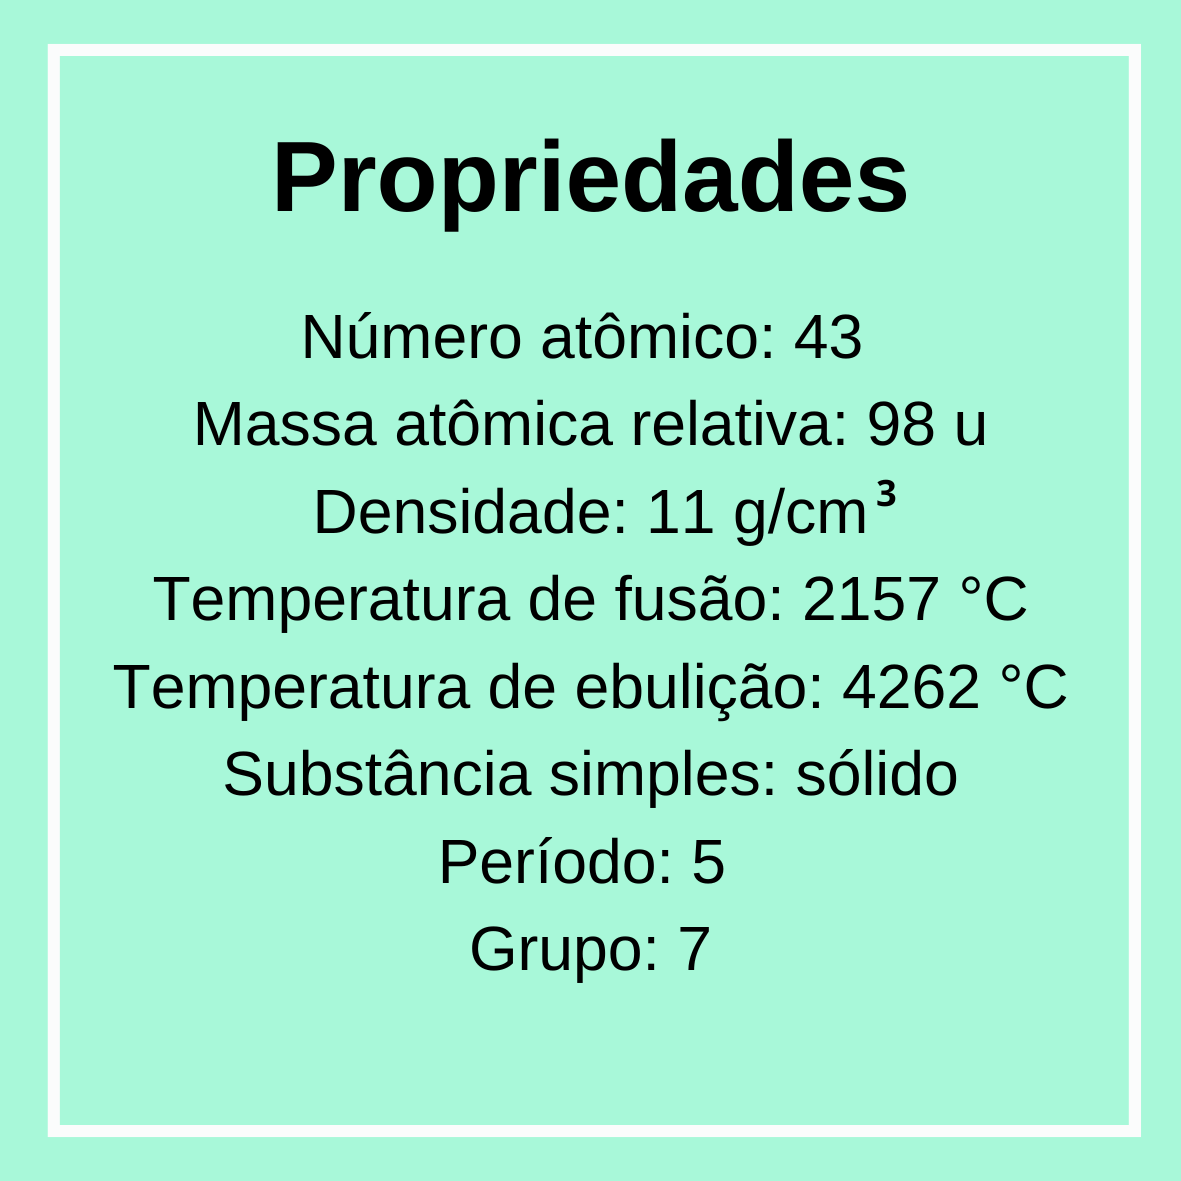 Propriedades
Número atômico: 43
Massa atômica relativa: 98 u
Densidade: 11 g/cm³
Temperatura de fusão: 2157 °C
Temperatura de ebulição: 4262 °C
Substância simples: sólido
Período: 5
Grupo: 7